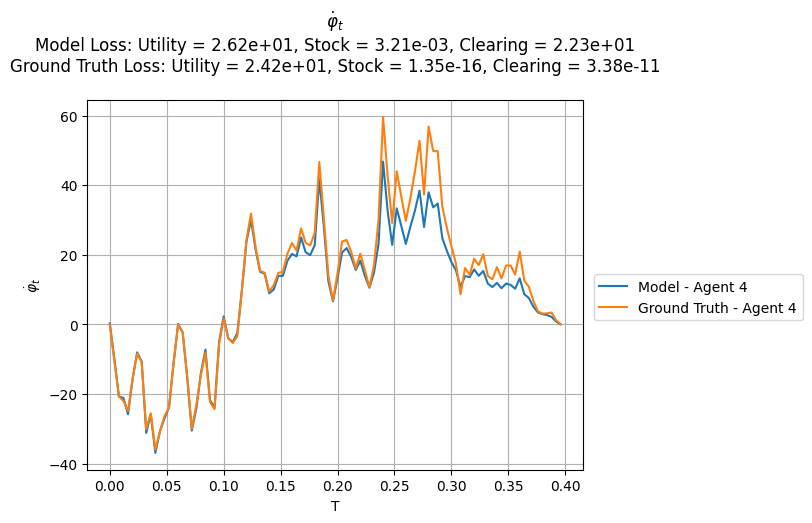 φ̇ₜ
Model Loss: Utility = 2.62e+01, Stock = 3.21e-03, Clearing = 2.23e+01
Ground Truth Loss: Utility = 2.42e+01, Stock = 1.35e-16, Clearing = 3.38e-11
60
40
20
0
−20
−40
φ̇ₜ
0.00 0.05 0.10 0.15 0.20 0.25 0.30 0.35 0.40
T
Model - Agent 4
Ground Truth - Agent 4